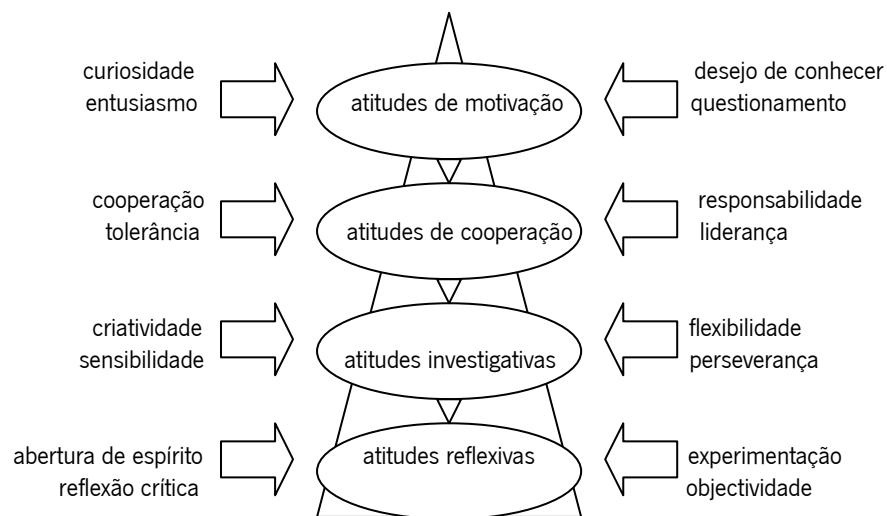 curiosidade
entusiasmo
atitudes de motivação
desejo de conhecer
questionamento
cooperação
tolerância
atitudes de cooperação
responsabilidade
liderança
criatividade
sensibilidade
atitudes investigativas
flexibilidade
perseverança
abertura de espírito
reflexão crítica
atitudes reflexivas
experimentação
objectividade